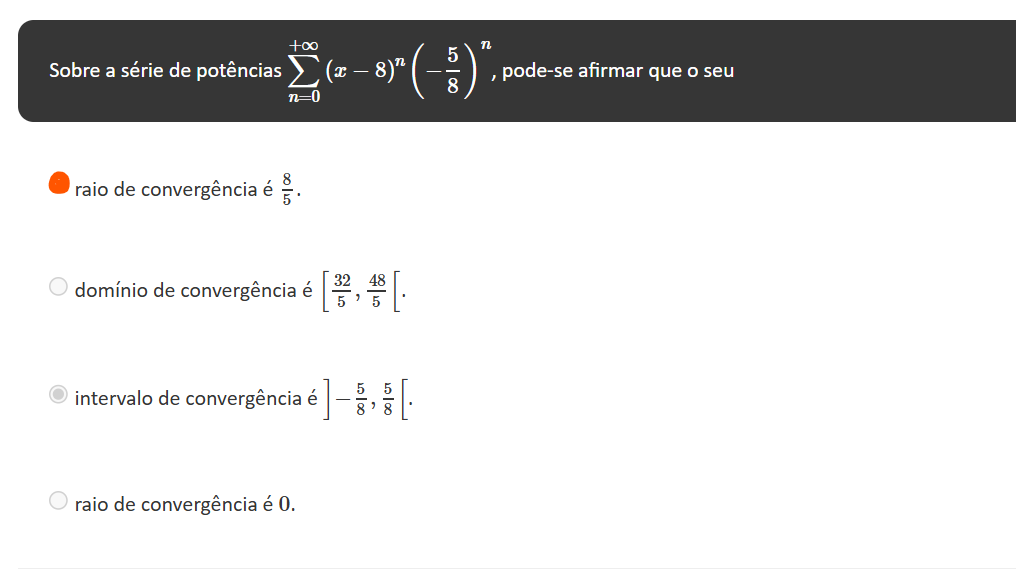 Sobre a série de potências $\sum_{n=0}^{+\infty} (x-8)^n \left(-\frac{5}{8}\right)^n$, pode-se afirmar que o seu
raio de convergência é $\frac{8}{5}$.
domínio de convergência é $\left[\frac{32}{5}, \frac{48}{5}\right[$.
intervalo de convergência é $\left]-\frac{5}{8}, \frac{5}{8}\right[$.
raio de convergência é $0$.